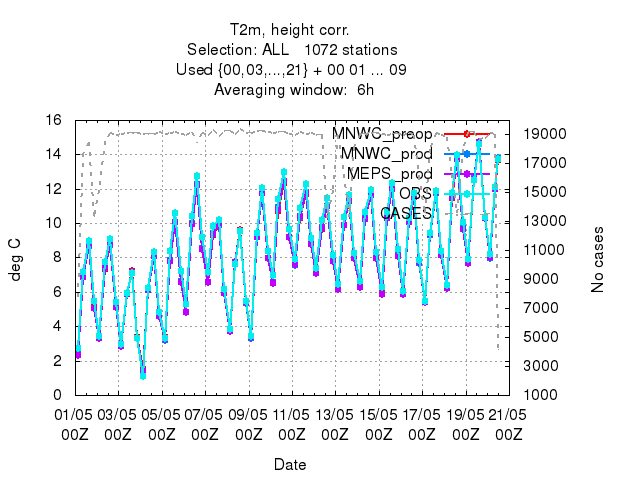 T2m, height corr.
Selection: ALL   1072 stations
Used {00,03,...,21} + 00 01 ... 09
Averaging window:  6h
16
14
12
10
8
6
4
2
0
deg C
MNWC_preop
MNWC_prod
MEPS_prod
OBS
CASES
19000
17000
15000
13000
11000
9000
7000
5000
3000
1000
No cases
01/05 03/05 05/05 07/05 09/05 11/05 13/05 15/05 17/05 19/05 21/05
00Z 00Z 00Z 00Z 00Z 00Z 00Z 00Z 00Z 00Z 00Z
Date